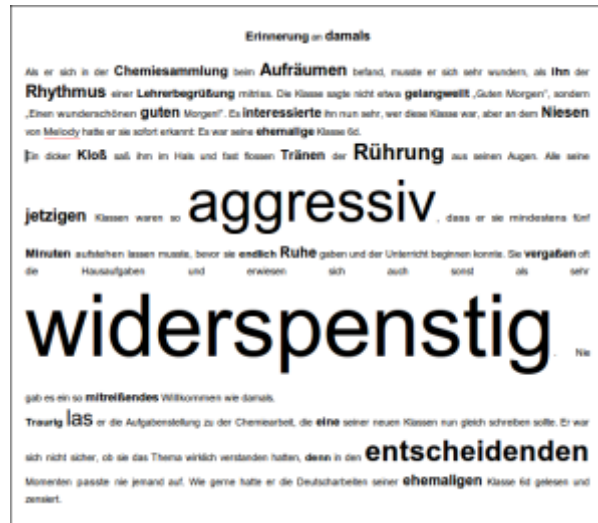 Erinnerung an damals
Als er sich in der Chemiesammlung beim Aufräumen befand, musste er sich sehr wundern, als ihn der
Rhythmus einer Lehrerbegrüßung mitriss. Die Klasse sagte nicht etwa gelangweilt „Guten Morgen", sondern
„Einen wunderschönen guten Morgen!". Es interessierte ihn nun sehr, wer diese Klasse war, aber an dem Niesen
von Melody hatte er sie sofort erkannt: Es war seine ehemalige Klasse 6d.
Ein dicker Kloß saß ihm im Hals und fast flossen Tränen der Rührung aus seinen Augen. Alle seine
jetzigen Klassen waren so aggressiv, dass er sie mindestens fünf
Minuten aufstehen lassen musste, bevor sie endlich Ruhe gaben und der Unterricht beginnen konnte. Sie vergaßen oft
die Hausaufgaben und erwiesen sich auch sonst als sehr
widerspenstig. Nie
gab es ein so mitreißendes Willkommen wie damals.
Traurig las er die Aufgabenstellung zu der Chemiearbeit, die eine seiner neuen Klassen nun gleich schreiben sollte. Er war
sich nicht sicher, ob sie das Thema wirklich verstanden hatten, denn in den entscheidenden
Momenten passte nie jemand auf. Wie gerne hatte er die Deutscharbeiten seiner ehemaligen Klasse 6d gelesen und
zensiert.